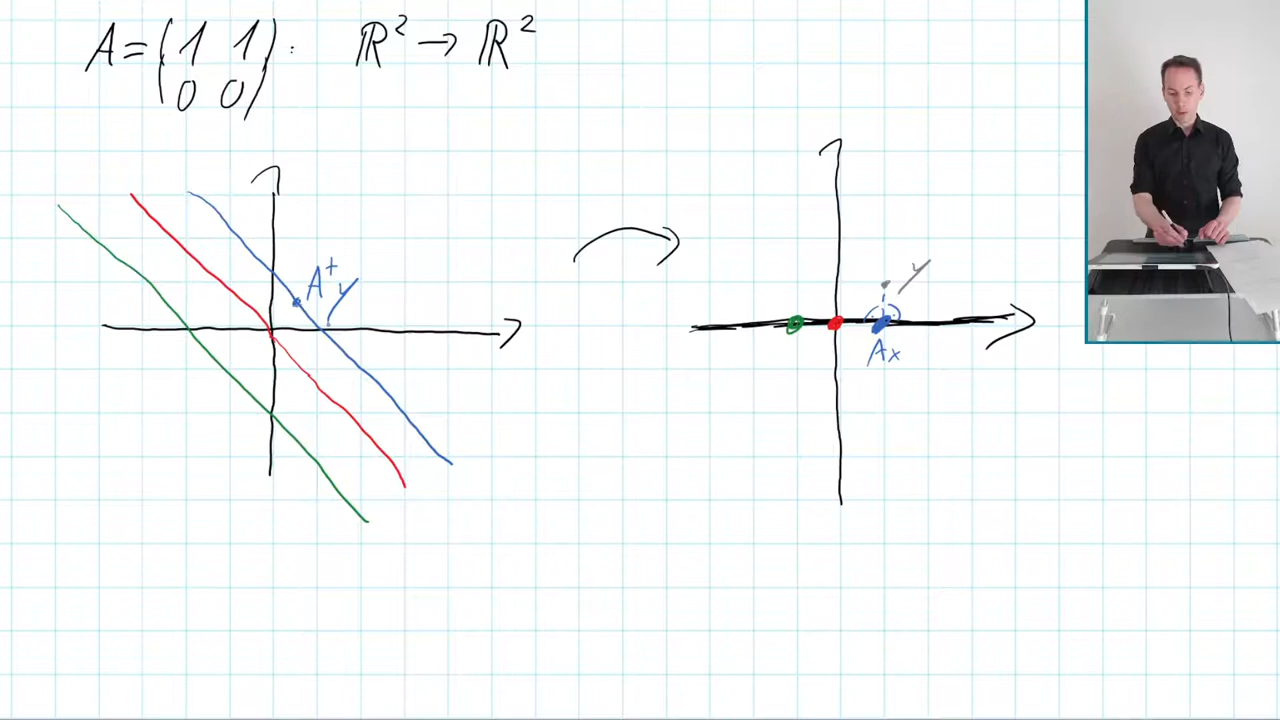 A = ( 1 1
0 0 ) : ℝ² → ℝ²
A⁺y
y
Ax